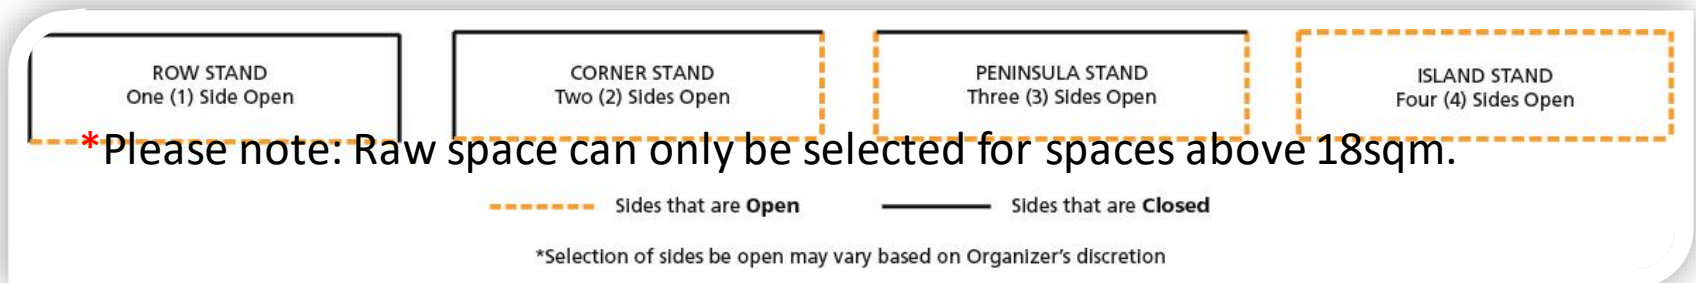 ROW STAND
One (1) Side Open
CORNER STAND
Two (2) Sides Open
PENINSULA STAND
Three (3) Sides Open
ISLAND STAND
Four (4) Sides Open
*Please note: Raw space can only be selected for spaces above 18sqm.
Sides that are Open
Sides that are Closed
*Selection of sides be open may vary based on Organizer's discretion